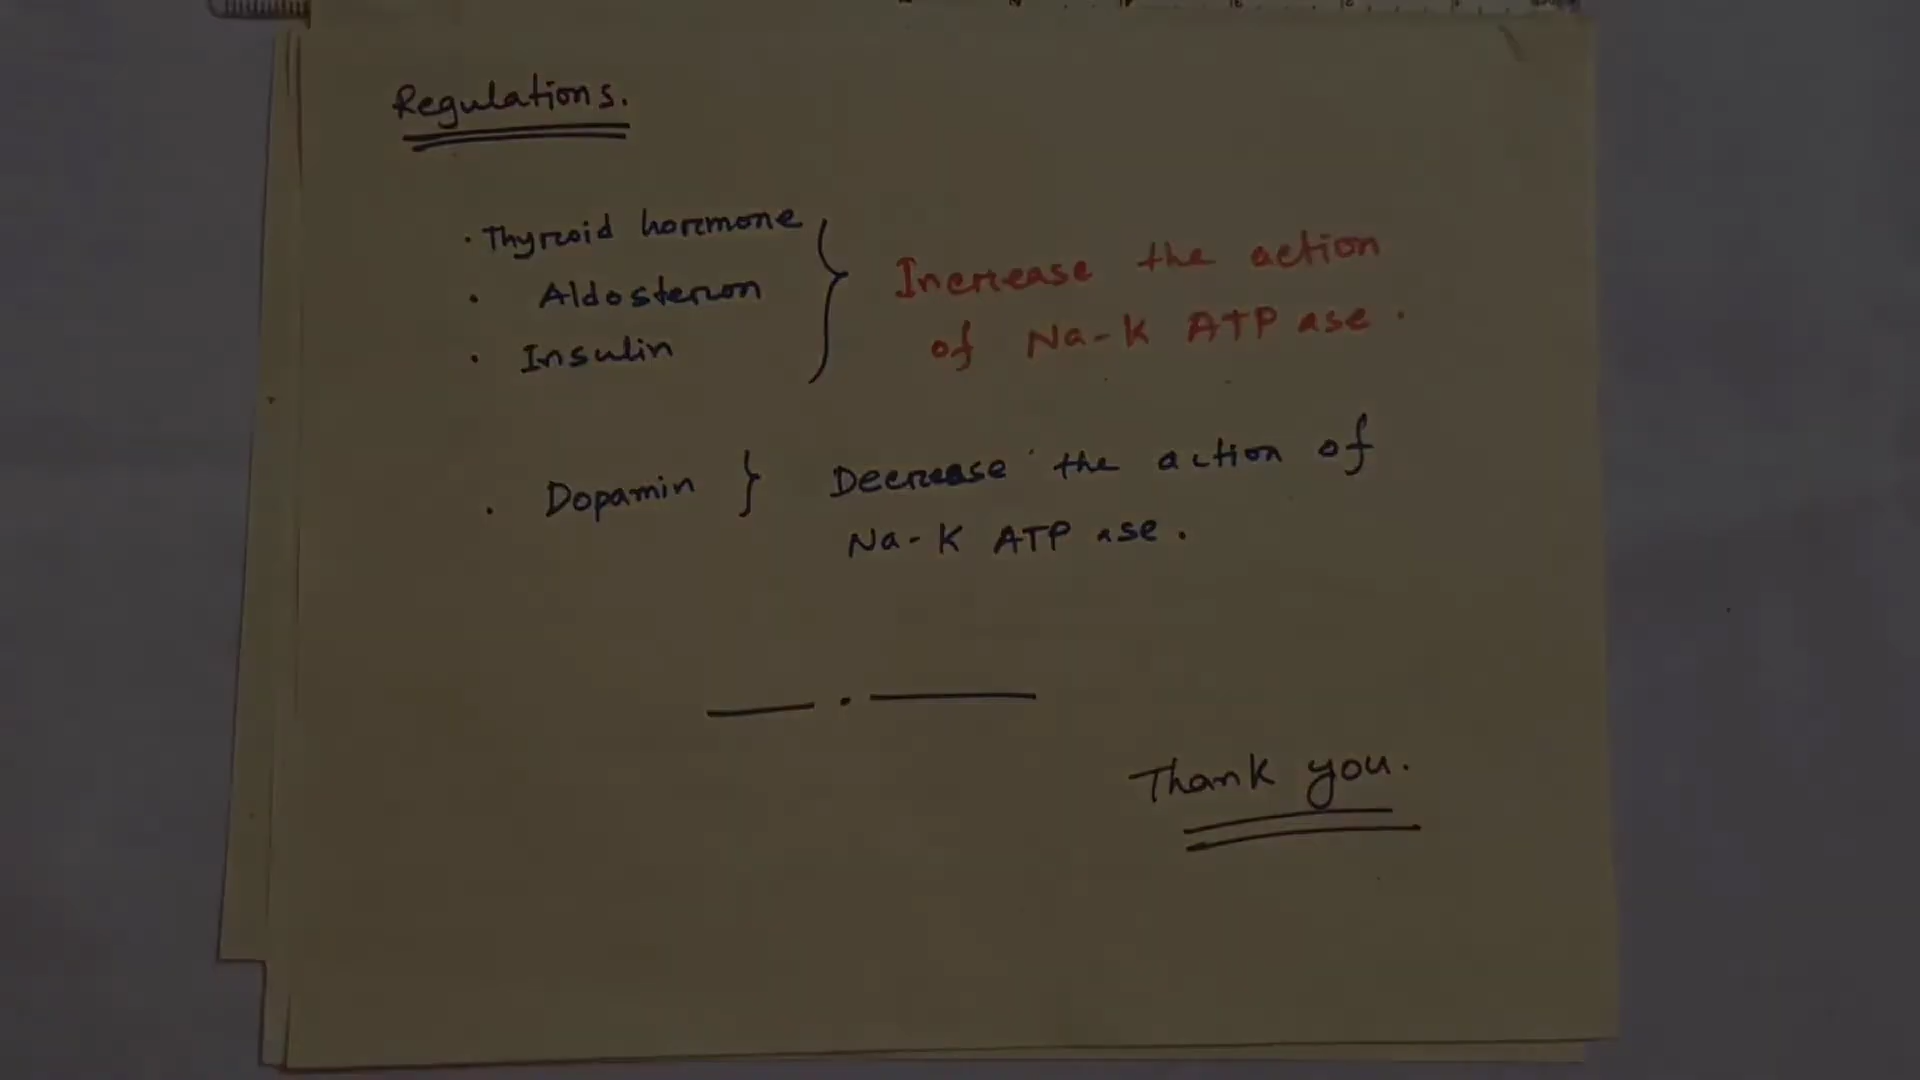 Regulations.
· Thyroid hormone
· Aldosteron
· Insulin
Increase the action
of Na-K ATP ase.
· Dopamin } Decrease the action of
Na-K ATP ase.
Thank you.